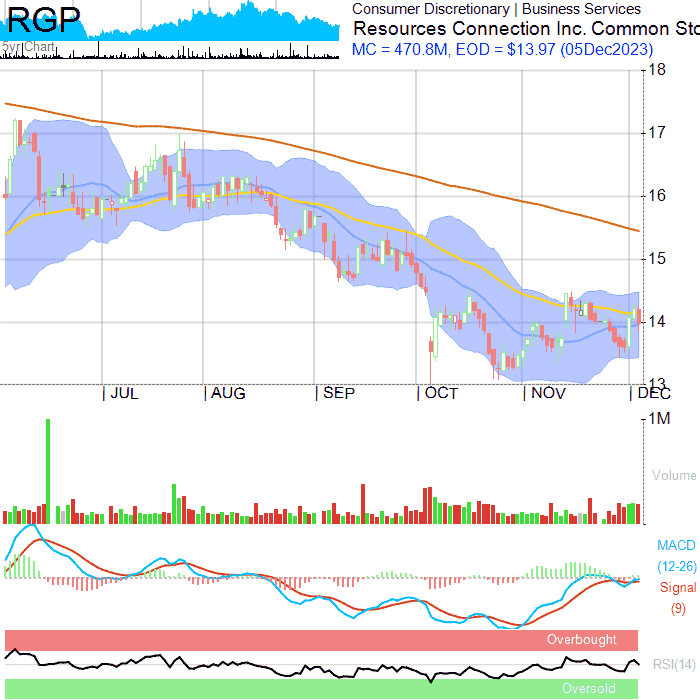 RGP
5yr Chart
Consumer Discretionary | Business Services
Resources Connection Inc. Common Sto
MC = 470.8M, EOD = $13.97 (05Dec2023)
18
17
16
15
14
13
JUL AUG SEP OCT NOV DEC
1M
Volume
MACD
(12-26)
Signal
(9)
Overbought
RSI(14)
Oversold